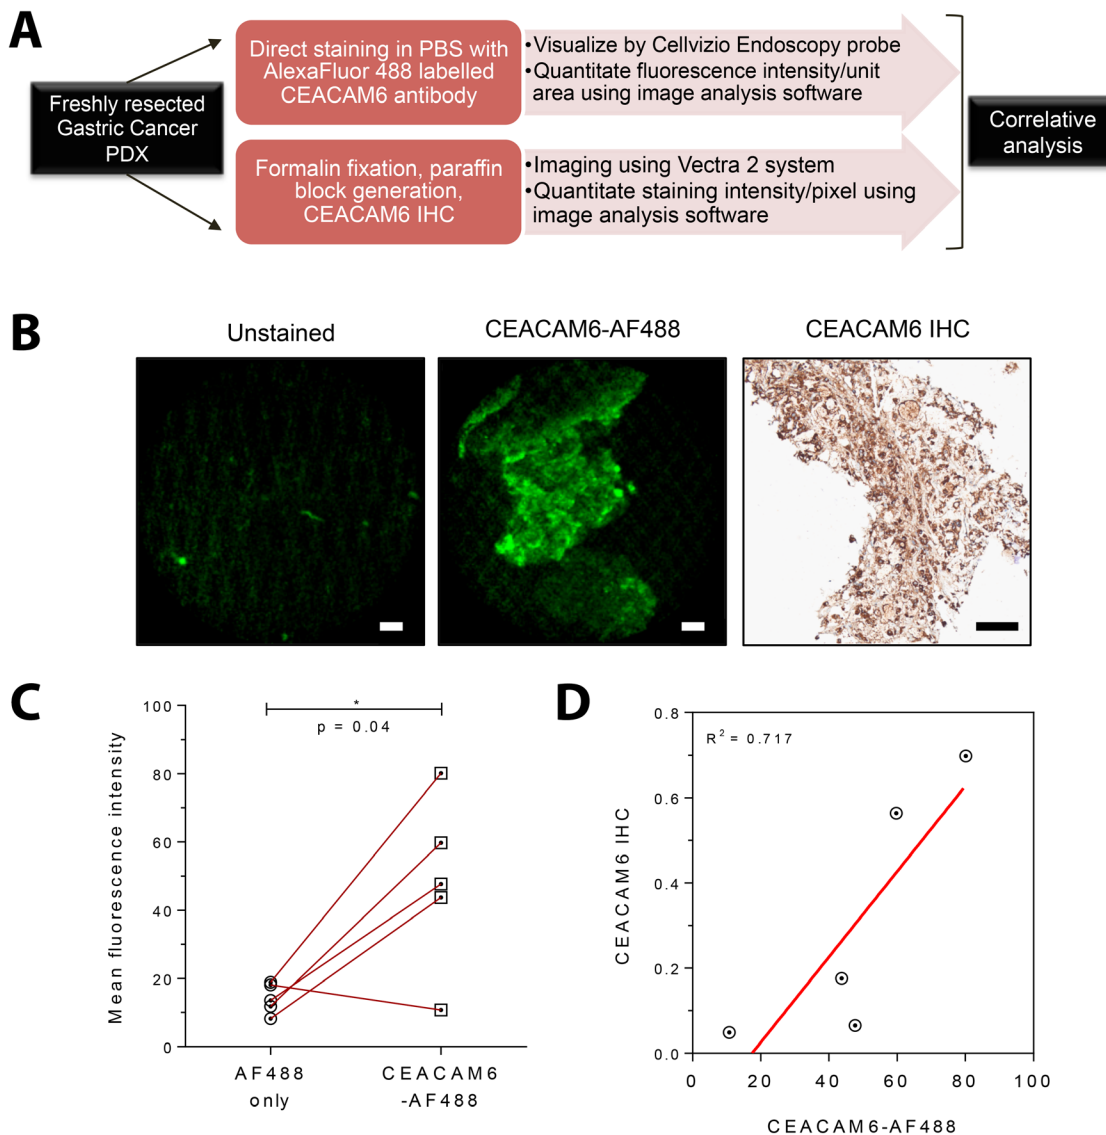 A
Freshly resected
Gastric Cancer
PDX
Direct staining in PBS with
AlexaFluor 488 labelled
CEACAM6 antibody
•Visualize by Cellvizio Endoscopy probe
•Quantitate fluorescence intensity/unit
area using image analysis software
Formalin fixation, paraffin
block generation,
CEACAM6 IHC
•Imaging using Vectra 2 system
•Quantitate staining intensity/pixel using
image analysis software
Correlative
analysis
B
Unstained
CEACAM6-AF488
CEACAM6 IHC
C
*
p = 0.04
Mean fluorescence intensity
100
80
60
40
20
0
AF488
only
CEACAM6
-AF488
D
R² = 0.717
CEACAM6 IHC
0.8
0.6
0.4
0.2
0.0
0
20
40
60
80
100
CEACAM6-AF488